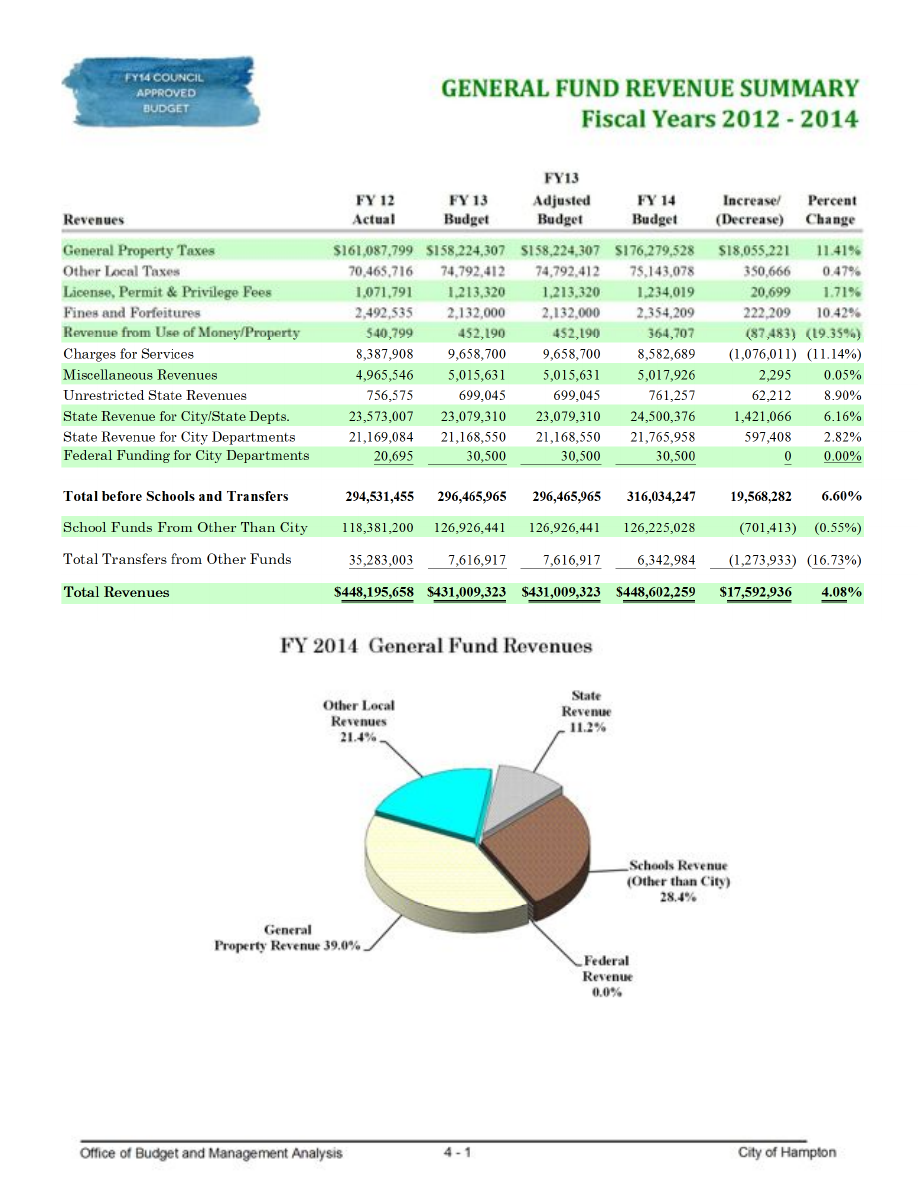 FY14 COUNCIL
APPROVED
BUDGET
GENERAL FUND REVENUE SUMMARY
Fiscal Years 2012 - 2014
FY13
FY 12 FY 13 Adjusted FY 14 Increase/ Percent
Revenues Actual Budget Budget Budget (Decrease) Change
General Property Taxes $161,087,799 $158,224,307 $158,224,307 $176,279,528 $18,055,221 11.41%
Other Local Taxes 70,465,716 74,792,412 74,792,412 75,143,078 350,666 0.47%
License, Permit & Privilege Fees 1,071,791 1,213,320 1,213,320 1,234,019 20,699 1.71%
Fines and Forfeitures 2,492,535 2,132,000 2,132,000 2,354,209 222,209 10.42%
Revenue from Use of Money/Property 540,799 452,190 452,190 364,707 (87,483) (19.35%)
Charges for Services 8,387,908 9,658,700 9,658,700 8,582,689 (1,076,011) (11.14%)
Miscellaneous Revenues 4,965,546 5,015,631 5,015,631 5,017,926 2,295 0.05%
Unrestricted State Revenues 756,575 699,045 699,045 761,257 62,212 8.90%
State Revenue for City/State Depts. 23,573,007 23,079,310 23,079,310 24,500,376 1,421,066 6.16%
State Revenue for City Departments 21,169,084 21,168,550 21,168,550 21,765,958 597,408 2.82%
Federal Funding for City Departments 20,695 30,500 30,500 30,500 0 0.00%
Total before Schools and Transfers 294,531,455 296,465,965 296,465,965 316,034,247 19,568,282 6.60%
School Funds From Other Than City 118,381,200 126,926,441 126,926,441 126,225,028 (701,413) (0.55%)
Total Transfers from Other Funds 35,283,003 7,616,917 7,616,917 6,342,984 (1,273,933) (16.73%)
Total Revenues $448,195,658 $431,009,323 $431,009,323 $448,602,259 $17,592,936 4.08%
FY 2014 General Fund Revenues
Other Local
Revenues
21.4%
State
Revenue
11.2%
Schools Revenue
(Other than City)
28.4%
General
Property Revenue 39.0%
Federal
Revenue
0.0%
Office of Budget and Management Analysis 4 - 1 City of Hampton